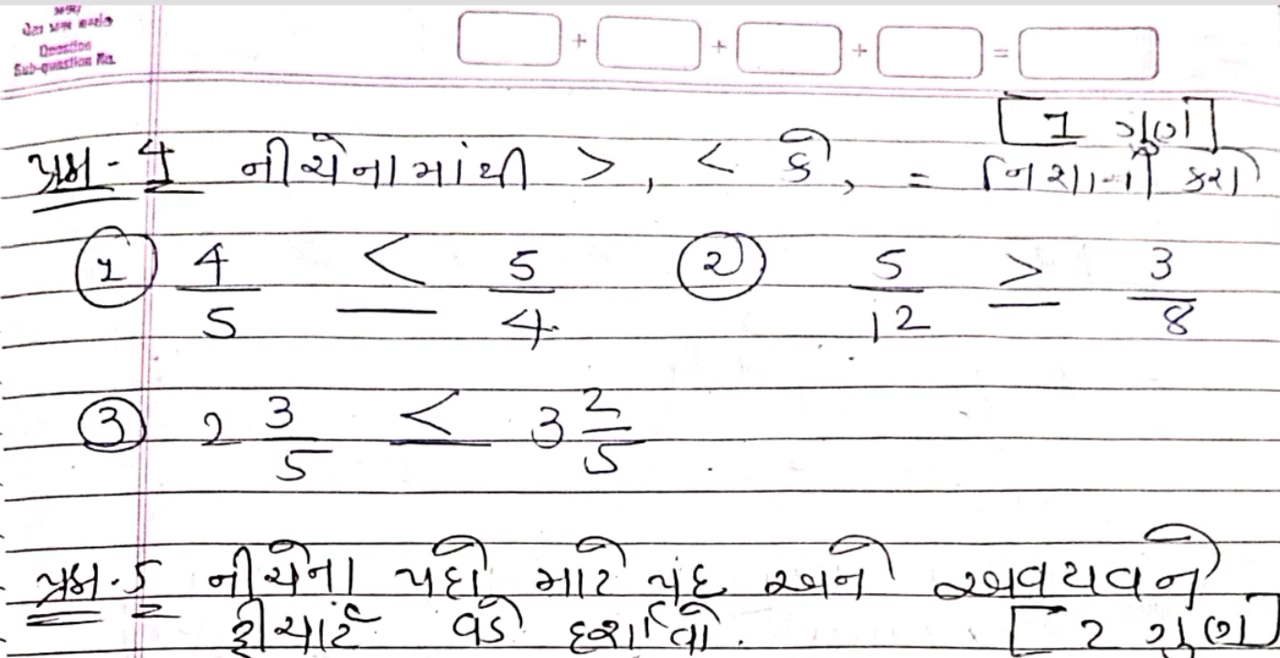 Question
Sub-question No.
+ + + =
[1 ગુણ]
પ્રશ્ન - 4 નીચેનામાંથી >, < કે, = નિશાની કરો
① 4/5 < 5/4 ② 5/12 > 3/8
③ 2 3/5 < 3 2/5
પ્રશ્ન. 5 નીચેના પદો માટે પદ અને અવયવને
ટ્રીચાર્ટ વડે દર્શાવો. [2 ગુણ]